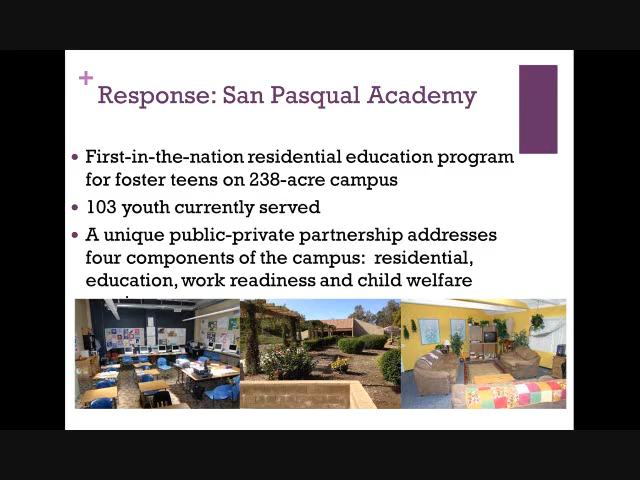 +
Response: San Pasqual Academy
• First-in-the-nation residential education program
for foster teens on 238-acre campus
• 103 youth currently served
• A unique public-private partnership addresses
four components of the campus: residential,
education, work readiness and child welfare